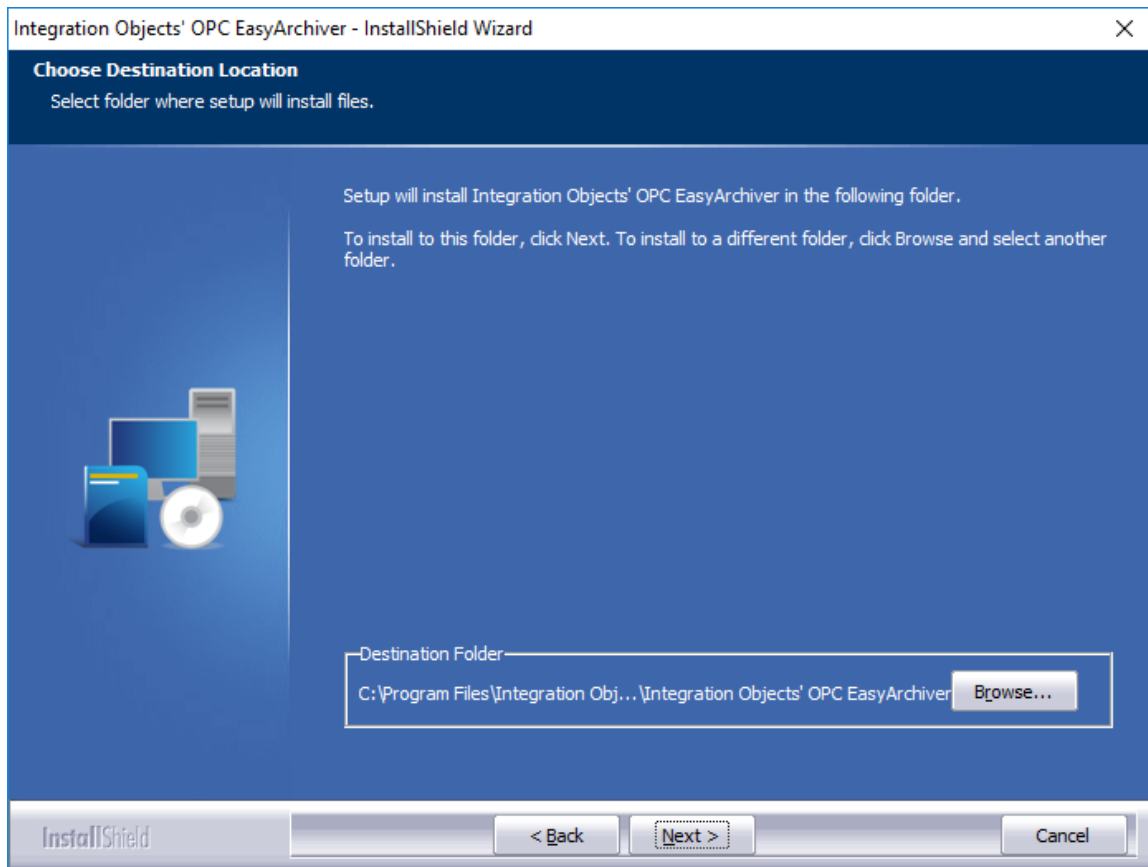 Integration Objects' OPC EasyArchiver - InstallShield Wizard
Choose Destination Location
Select folder where setup will install files.
Setup will install Integration Objects' OPC EasyArchiver in the following folder.
To install to this folder, click Next. To install to a different folder, click Browse and select another
folder.
Destination Folder
C:\Program Files\Integration Obj...\Integration Objects' OPC EasyArchiver
Browse...
InstallShield
< Back
Next >
Cancel